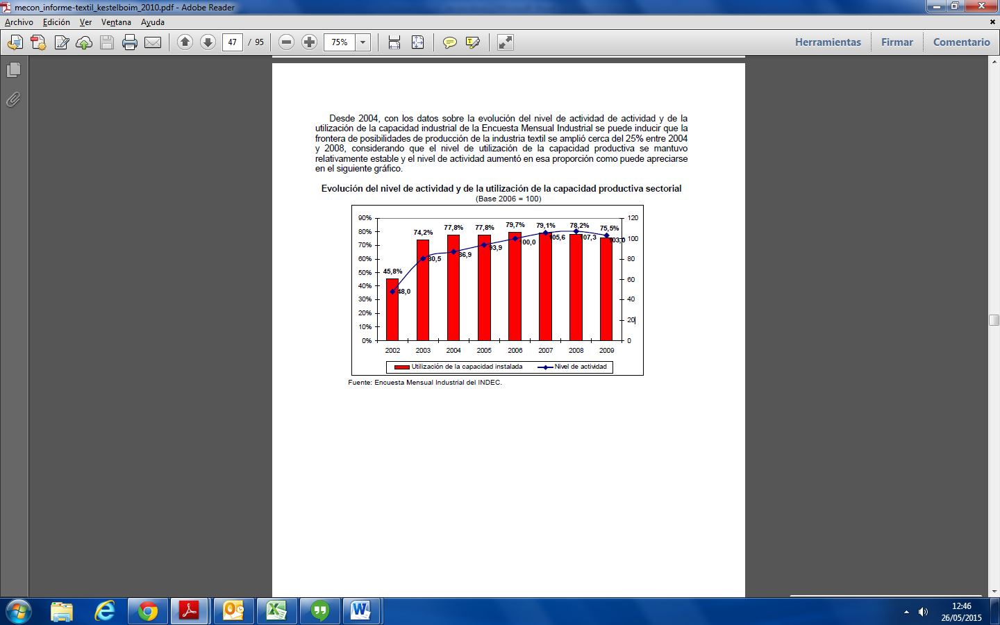 mecon_informe-textil_kestelboim_2010.pdf - Adobe Reader
Archivo Edición Ver Ventana Ayuda
47 / 95 75% Herramientas Firmar Comentario
Desde 2004, con los datos sobre la evolución del nivel de actividad de actividad y de la
utilización de la capacidad industrial de la Encuesta Mensual Industrial se puede inducir que la
frontera de posibilidades de producción de la industria textil se amplió cerca del 25% entre 2004
y 2008, considerando que el nivel de utilización de la capacidad productiva se mantuvo
relativamente estable y el nivel de actividad aumentó en esa proporción como puede apreciarse
en el siguiente gráfico.
Evolución del nivel de actividad y de la utilización de la capacidad productiva sectorial
(Base 2006 = 100)
90%
80%
70%
60%
50%
40%
30%
20%
10%
0%
45,8%
74,2%
77,8%
77,8%
79,7%
79,1%
78,2%
75,5%
48,0
80,5
86,9
93,9
100,0
105,6
107,3
103,0
120
100
80
60
40
20
0
2002 2003 2004 2005 2006 2007 2008 2009
Utilización de la capacidad instalada Nivel de actividad
Fuente: Encuesta Mensual Industrial del INDEC.
12:46
26/05/2015